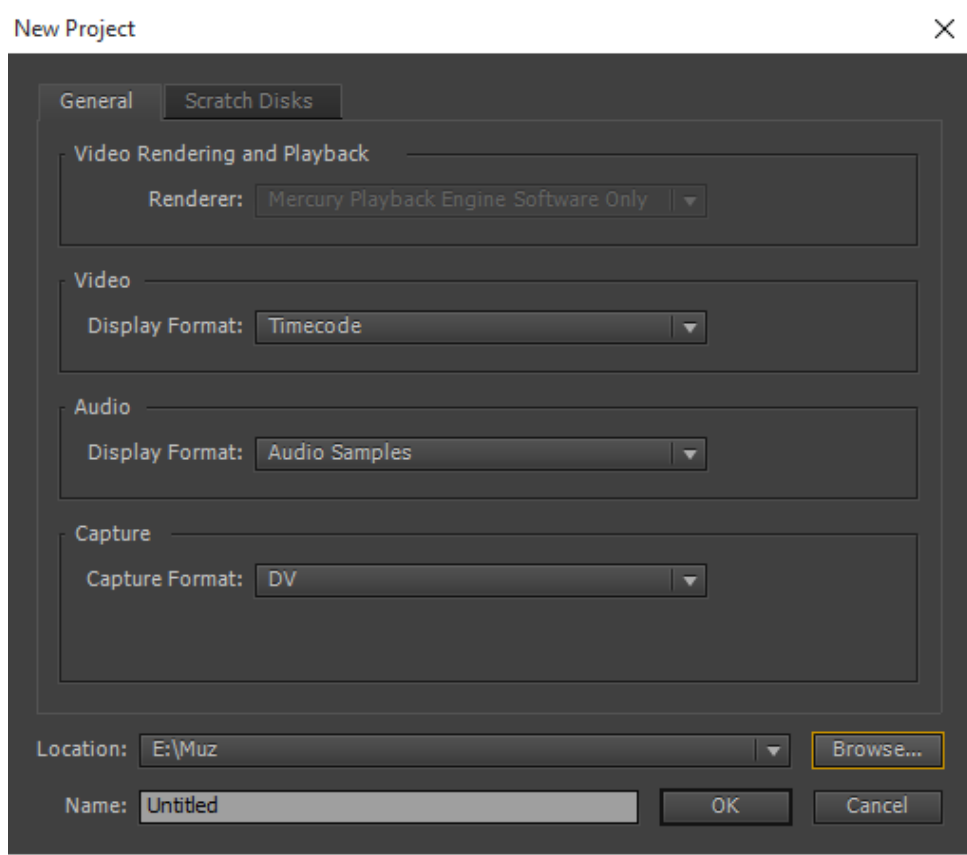 New Project
General Scratch Disks
Video Rendering and Playback
Renderer: Mercury Playback Engine Software Only
Video
Display Format: Timecode
Audio
Display Format: Audio Samples
Capture
Capture Format: DV
Location: E:\Muz Browse...
Name: Untitled OK Cancel